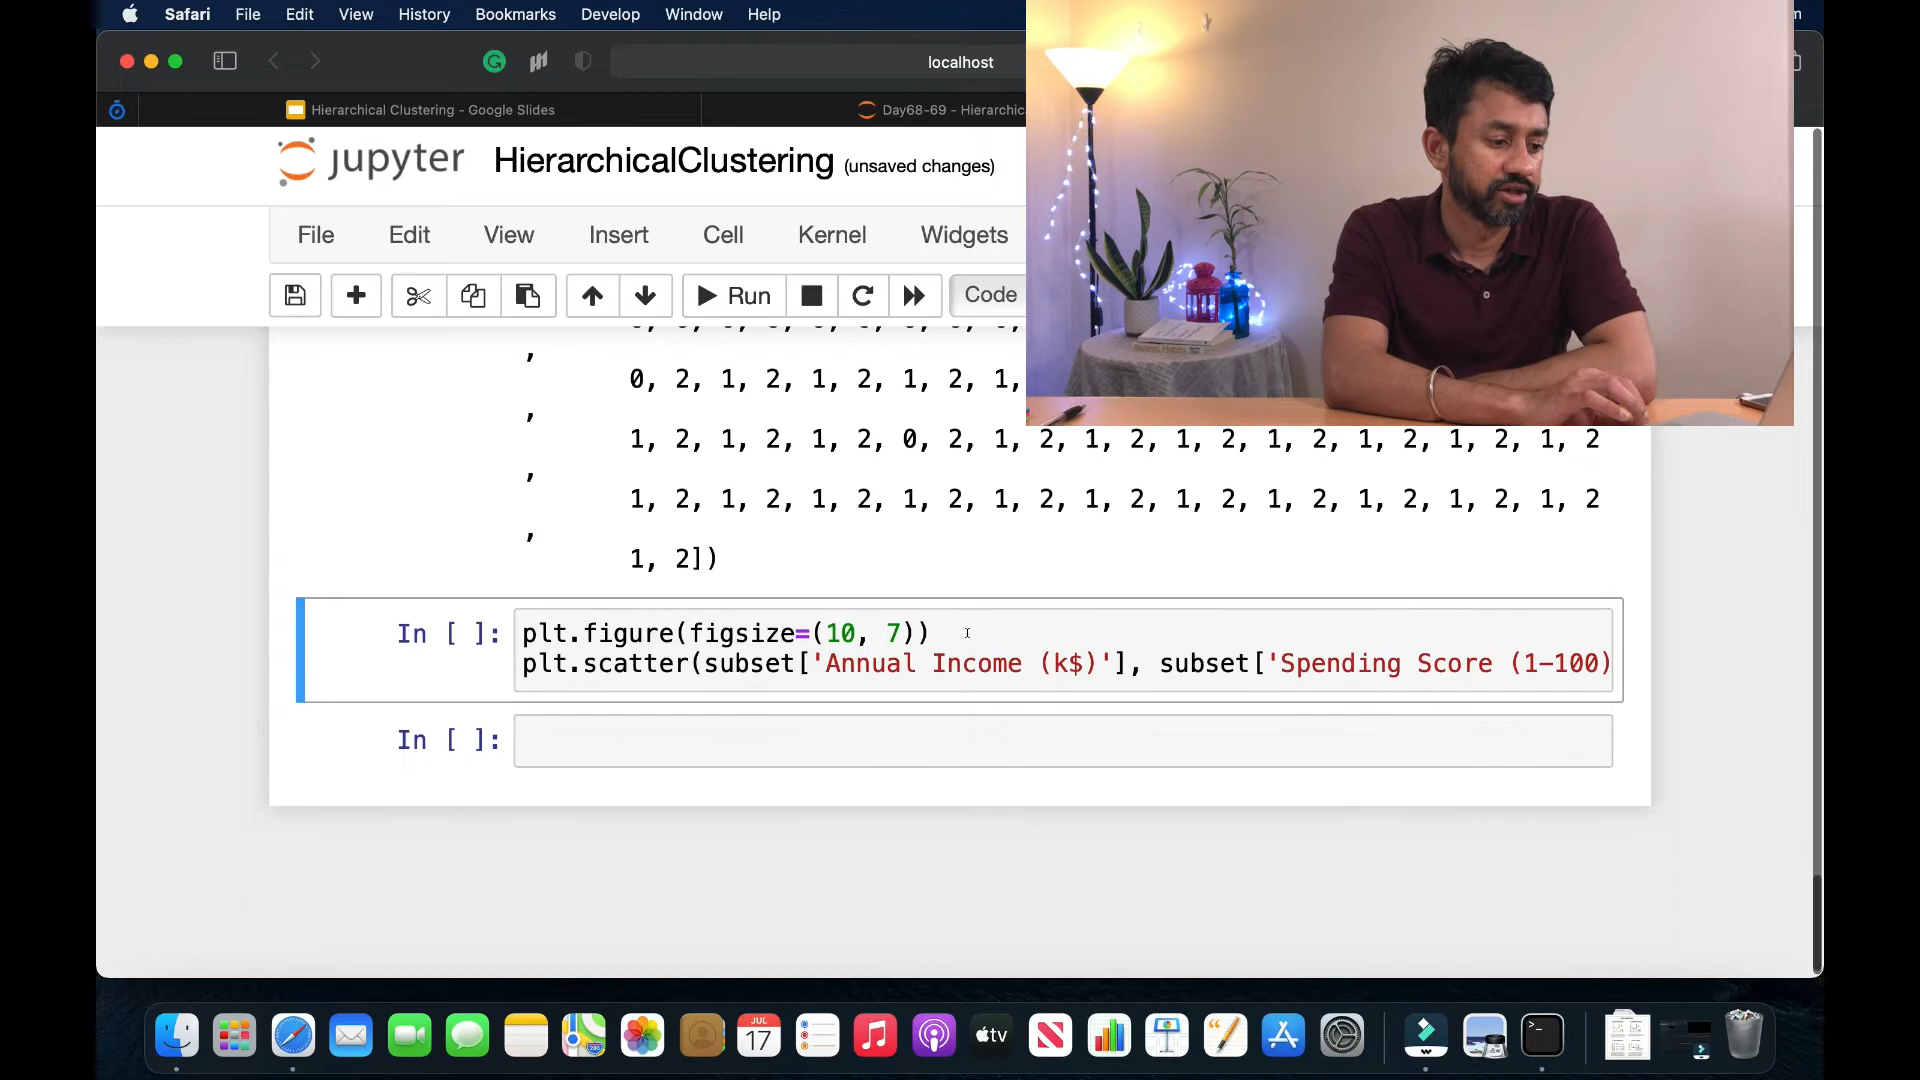 Safari File Edit View History Bookmarks Develop Window Help
localhost
Hierarchical Clustering - Google Slides
Day68-69 - Hierarchic
jupyter HierarchicalClustering (unsaved changes)
File Edit View Insert Cell Kernel Widgets
Run
Code
,
0, 2, 1, 2, 1, 2, 1, 2, 1,
,
1, 2, 1, 2, 1, 2, 0, 2, 1, 2, 1, 2, 1, 2, 1, 2, 1, 2, 1, 2, 1, 2
,
1, 2, 1, 2, 1, 2, 1, 2, 1, 2, 1, 2, 1, 2, 1, 2, 1, 2, 1, 2, 1, 2
,
1, 2])
In [ ]: plt.figure(figsize=(10, 7))
plt.scatter(subset['Annual Income (k$)'], subset['Spending Score (1-100)
In [ ]:
JUL
17
tv